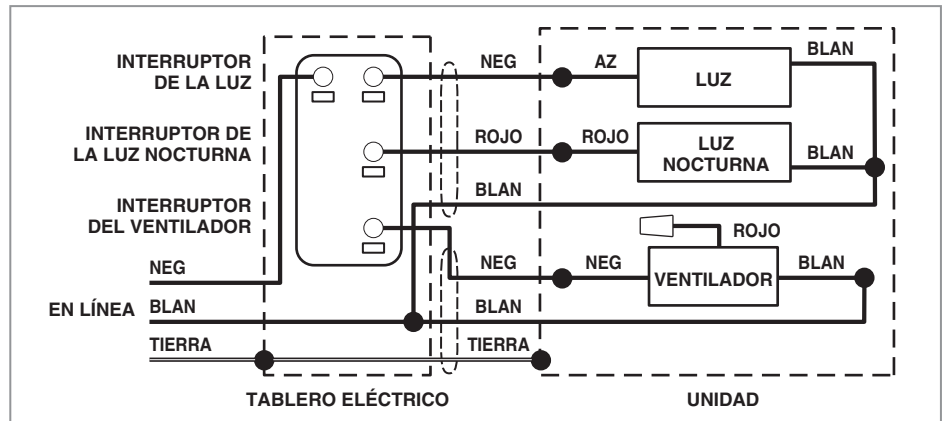 INTERRUPTOR
DE LA LUZ
NEG
AZ
LUZ
BLAN
INTERRUPTOR DE
LA LUZ NOCTURNA
ROJO
ROJO
LUZ
NOCTURNA
BLAN
BLAN
INTERRUPTOR
DEL VENTILADOR
ROJO
NEG
NEG
NEG
VENTILADOR
BLAN
EN LÍNEA
BLAN
BLAN
TIERRA
TIERRA
TABLERO ELÉCTRICO
UNIDAD